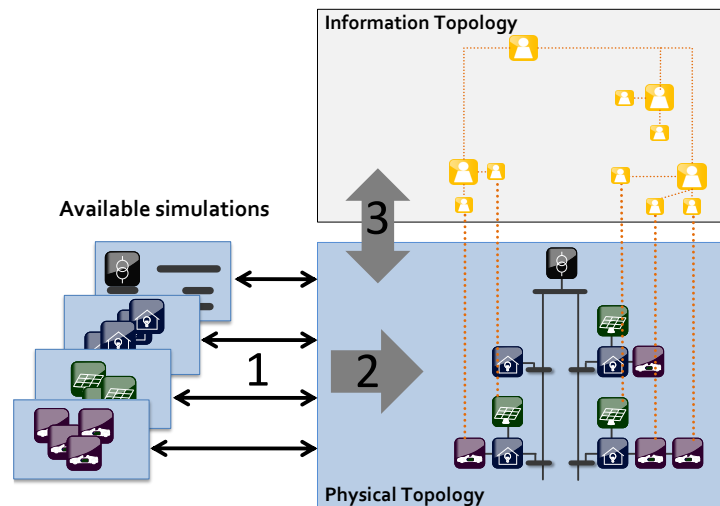 Information Topology
Available simulations
3
1
2
Physical Topology